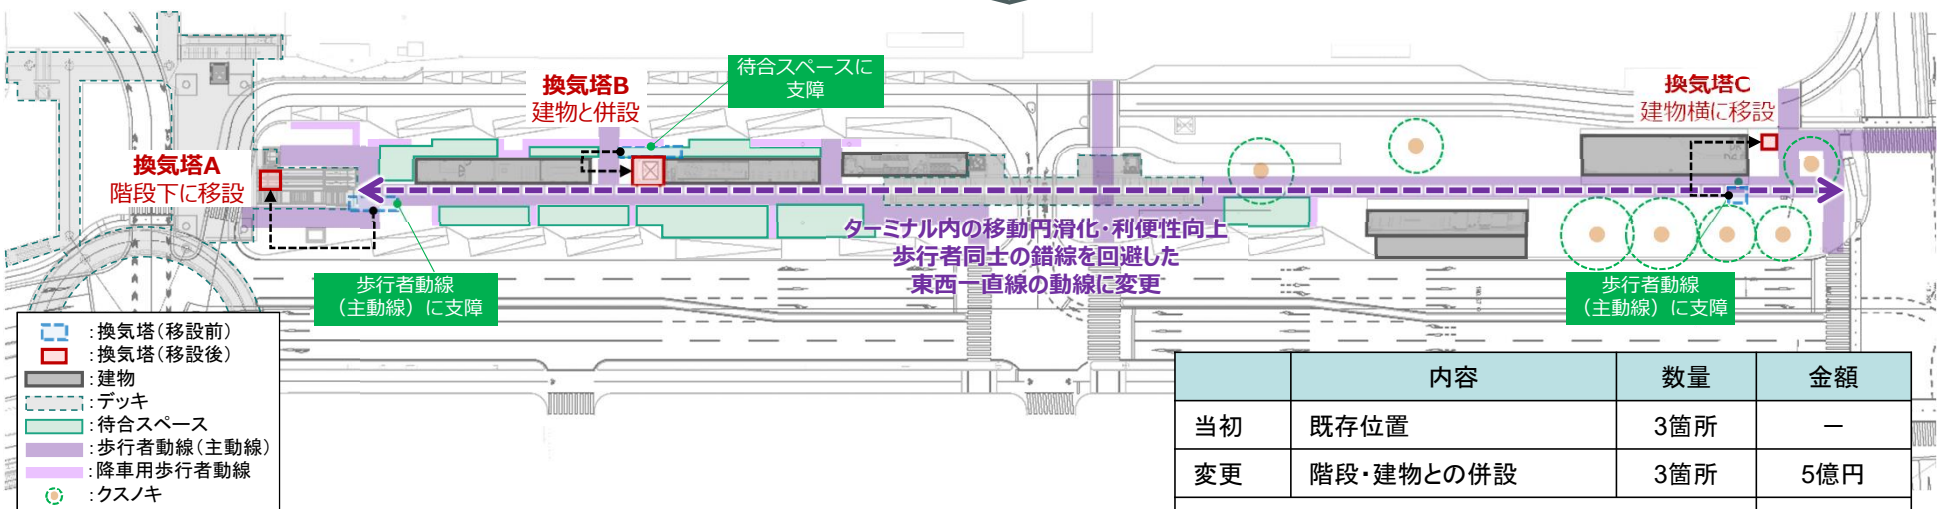 換気塔A
階段下に移設
換気塔B
建物と併設
待合スペースに
支障
換気塔C
建物横に移設
ターミナル内の移動円滑化・利便性向上
歩行者同士の錯綜を回避した
東西一直線の動線に変更
歩行者動線
（主動線）に支障
歩行者動線
（主動線）に支障
：換気塔（移設前）
：換気塔（移設後）
：建物
：デッキ
：待合スペース
：歩行者動線（主動線）
：降車用歩行者動線
：クスノキ
内容 数量 金額
当初 既存位置 3箇所 －
変更 階段・建物との併設 3箇所 5億円